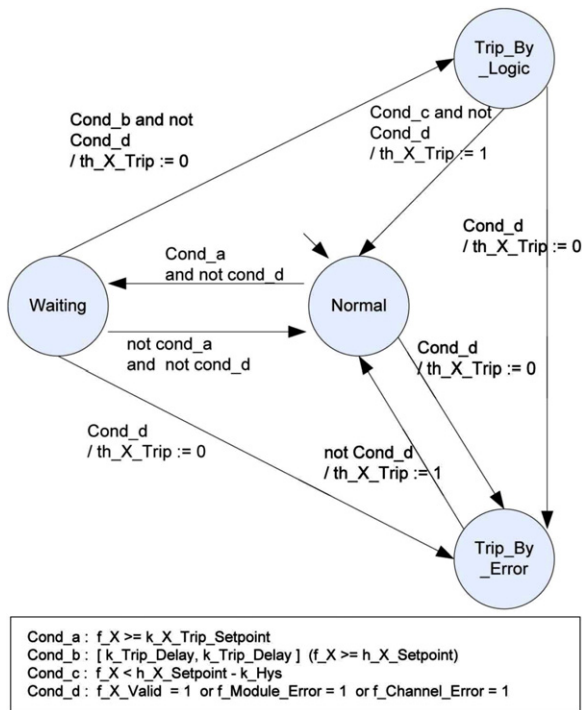 Trip_By
_Logic
Cond_b and not
Cond_d
/ th_X_Trip := 0
Cond_c and not
Cond_d
/ th_X_Trip := 1
Cond_d
/ th_X_Trip := 0
Cond_a
and not cond_d
Waiting
Normal
not cond_a
and not cond_d
Cond_d
/ th_X_Trip := 0
Cond_d
/ th_X_Trip := 0
not Cond_d
/ th_X_Trip := 1
Trip_By
_Error
Cond_a : f_X >= k_X_Trip_Setpoint
Cond_b : [ k_Trip_Delay, k_Trip_Delay ] (f_X >= h_X_Setpoint)
Cond_c : f_X < h_X_Setpoint - k_Hys
Cond_d : f_X_Valid = 1 or f_Module_Error = 1 or f_Channel_Error = 1